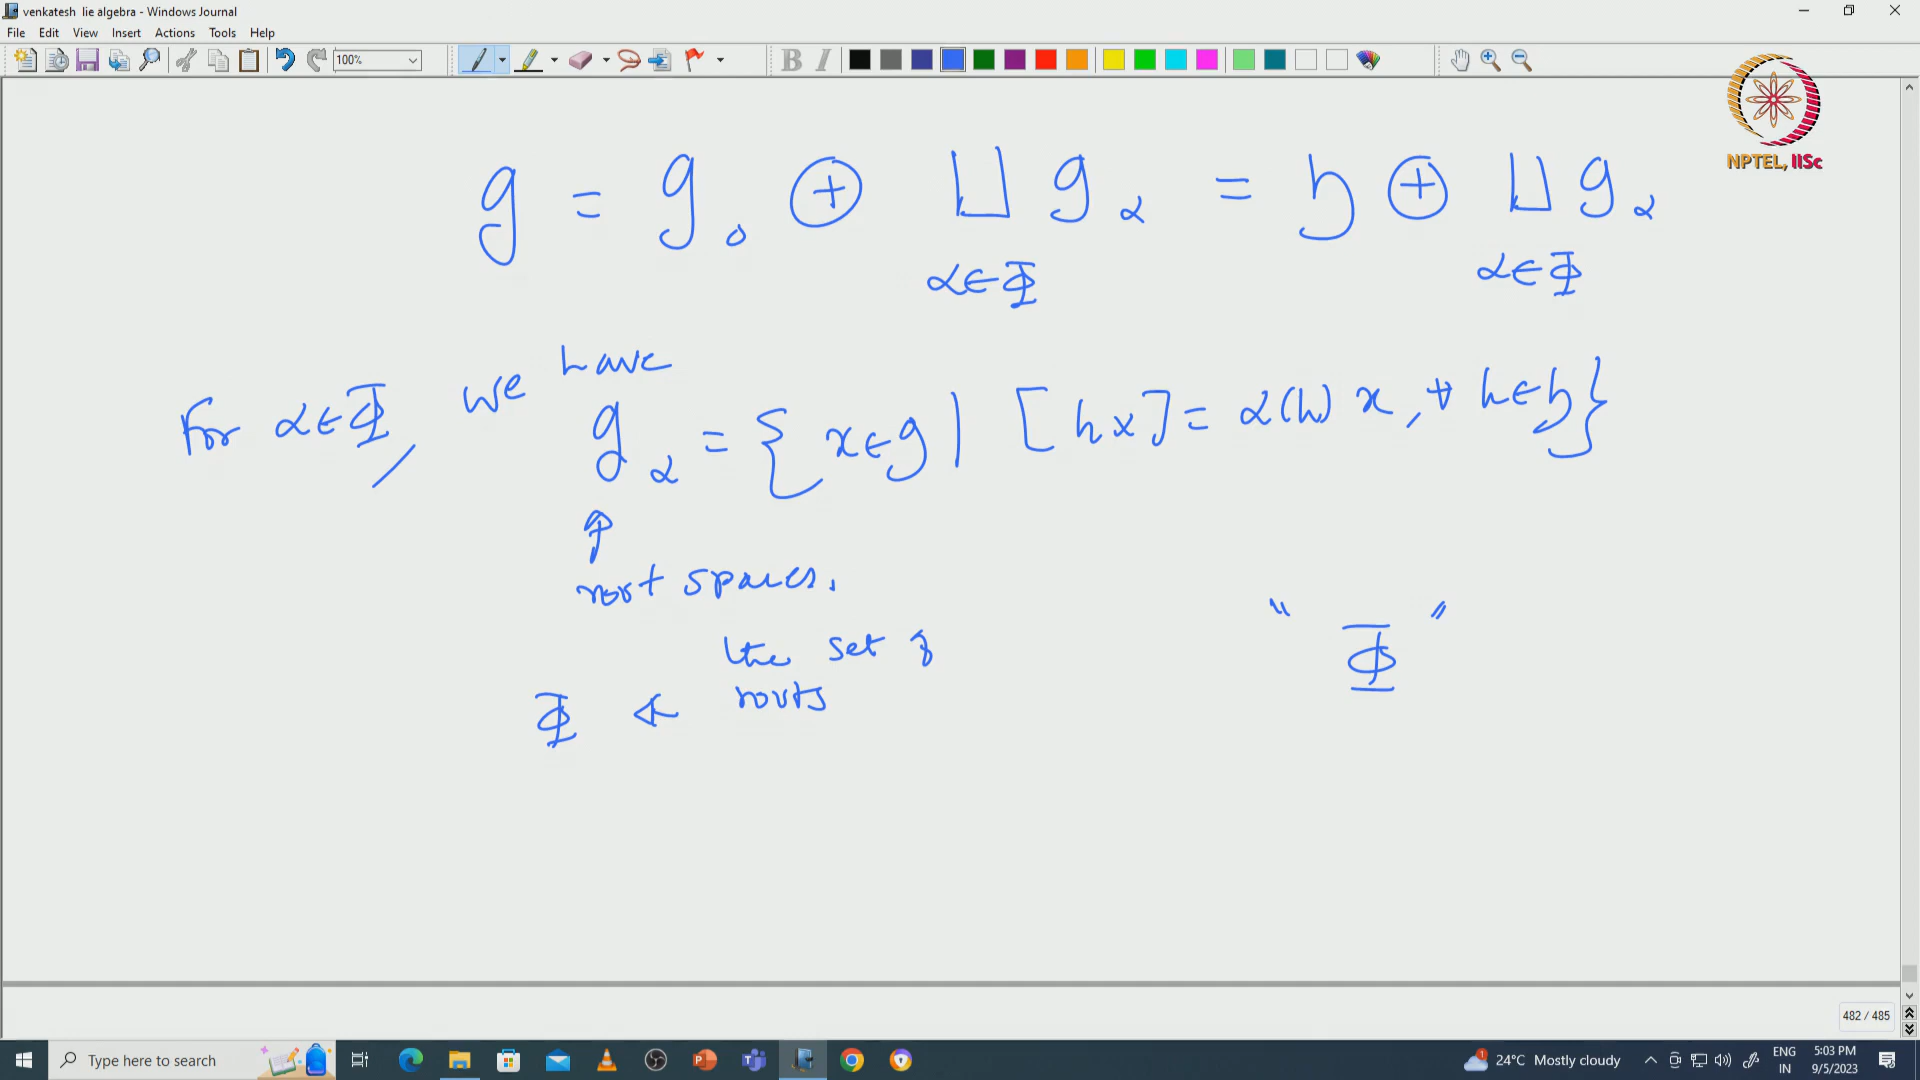 venkatesh lie algebra - Windows Journal
File Edit View Insert Actions Tools Help
100%
NPTEL, IISc
g = g₀ ⊕ ∐ g_α = h ⊕ ∐ g_α
α∈Φ α∈Φ
For α∈Φ, we have
g_α = { x∈g | [hx] = α(h) x, ∀ h∈h }
↑
root spaces.
the set of
roots
Φ ←
" Φ "
482 / 485
Type here to search
24°C Mostly cloudy
ENG
IN
5:03 PM
9/5/2023